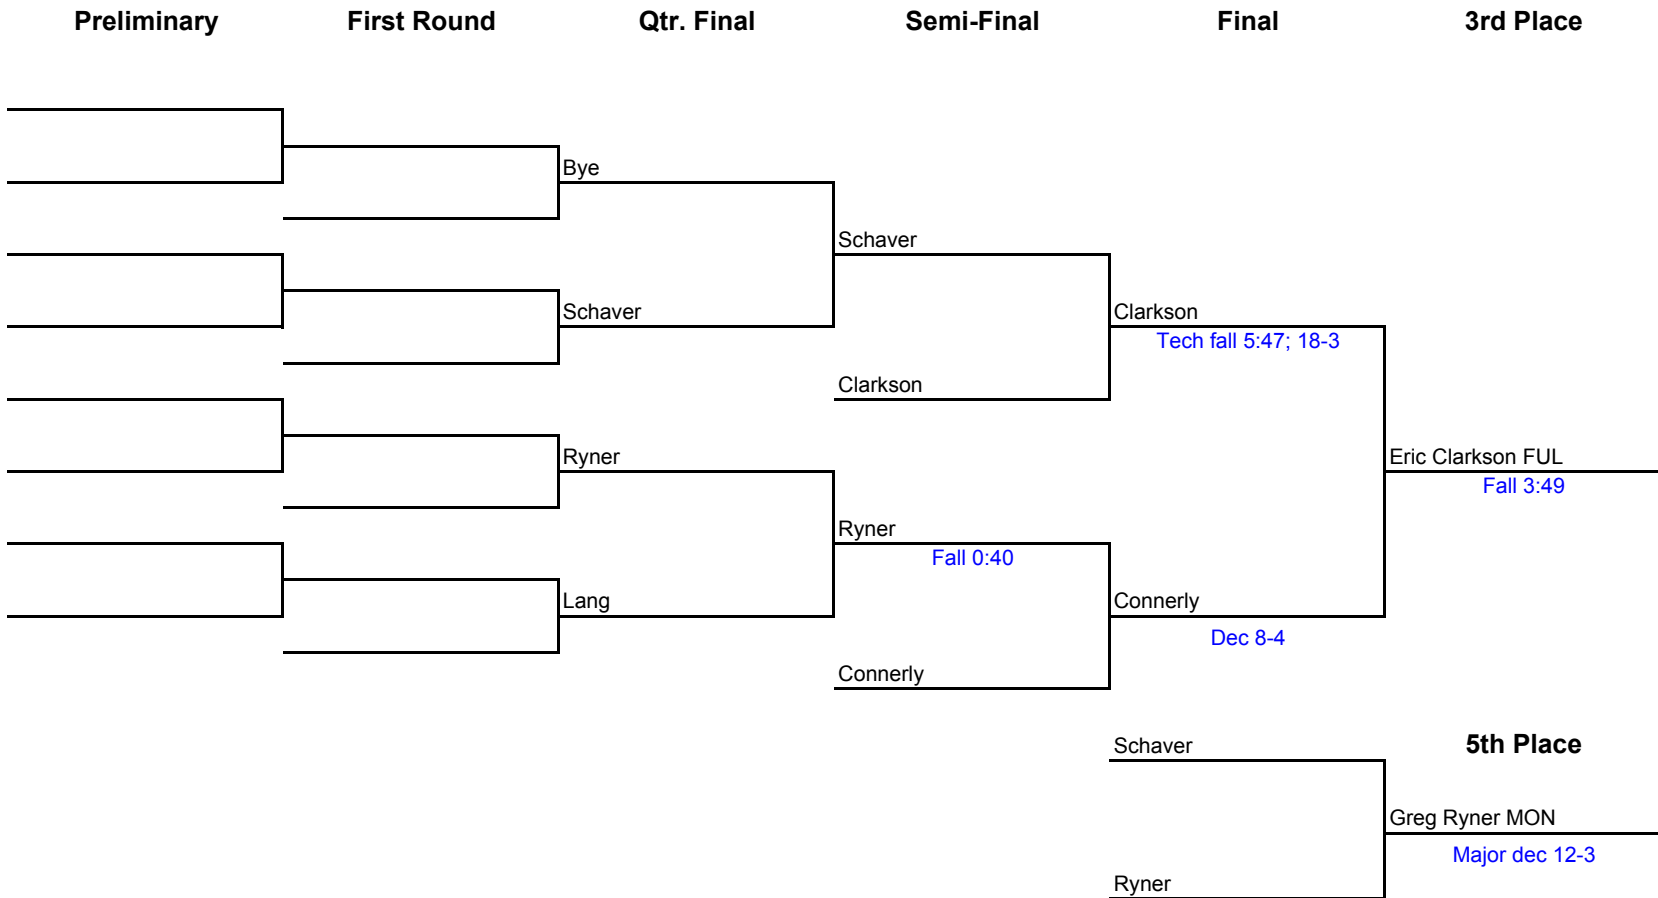 Preliminary First Round Qtr. Final Semi-Final Final 3rd Place
Bye
Schaver
Schaver
Clarkson
Tech fall 5:47; 18-3
Clarkson
Ryner
Eric Clarkson FUL
Fall 3:49
Ryner
Fall 0:40
Lang
Connerly
Dec 8-4
Connerly
Schaver
5th Place
Greg Ryner MON
Major dec 12-3
Ryner